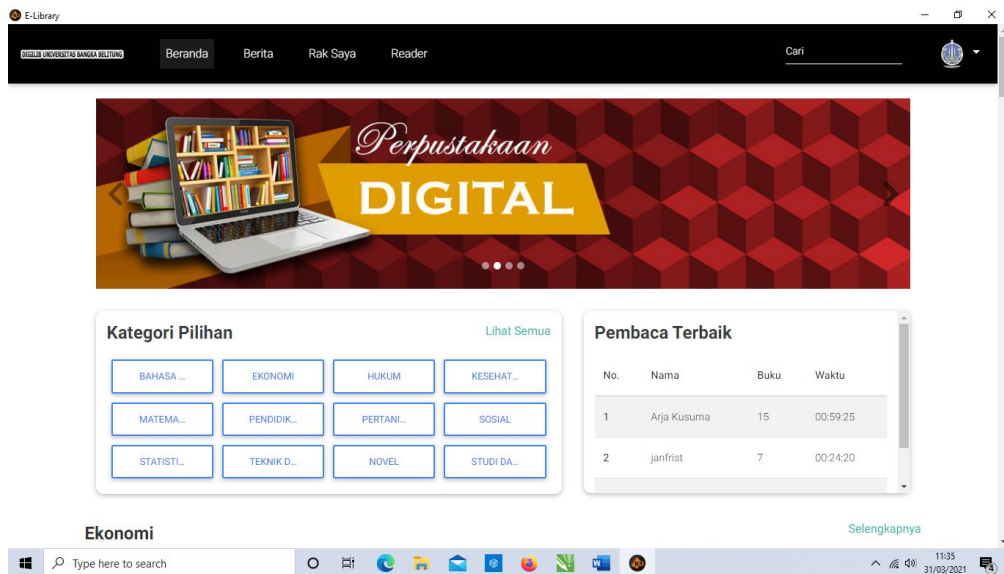 E-Library
DIGILIB UNIVERSITAS BANGKA BELITUNG
Beranda
Berita
Rak Saya
Reader
Cari
Perpustakaan
DIGITAL
Kategori Pilihan
Lihat Semua
BAHASA ...
EKONOMI
HUKUM
KESEHAT...
MATEMA...
PENDIDIK...
PERTANI...
SOSIAL
STATISTI...
TEKNIK D...
NOVEL
STUDI DA...
Pembaca Terbaik
No. Nama Buku Waktu
1 Arja Kusuma 15 00:59:25
2 janfrist 7 00:24:20
Ekonomi
Selengkapnya
Type here to search
11:35
31/03/2021
4